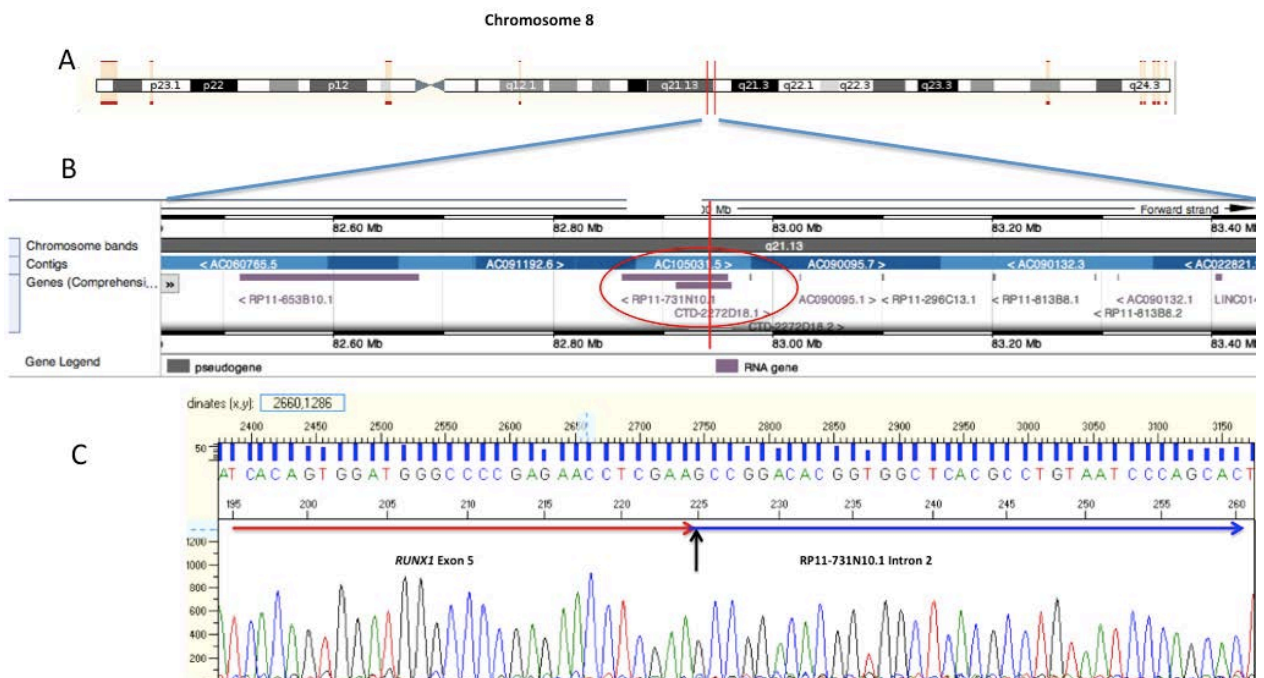 Chromosome 8
A
p23.1 p22 p12 q12.1 q21.13 q21.3 q22.1 q22.3 q23.3 q24.3
B
Mb Forward strand
82.60 Mb 82.80 Mb 83.00 Mb 83.20 Mb 83.40 Mb
Chromosome bands q21.13
Contigs < AC060765.5 AC091192.6 > AC105031.5 > AC090095.7 > < AC090132.3 < AC022821.
Genes (Comprehensi... »
< RP11-653B10.1 < RP11-731N10.1 AC090095.1 > < RP11-296C13.1 < RP11-813B8.1 < AC090132.1 LINC01
CTD-2272D18.1 > < RP11-813B8.2
CTD-2272D18.2 >
82.60 Mb 82.80 Mb 83.00 Mb 83.20 Mb 83.40 Mb
Gene Legend pseudogene RNA gene
dinates (x,y): 2660,1286
2400 2450 2500 2550 2600 2700 2750 2800 2850 2900 2950 3000 3050 3100 3150
C
50
ATCACAGTGGATGGGCCCCGAGAACCTCGAAGCCGGACACGGTGGCTCACGCCTGTAATCCCAGCACT
195 200 205 210 215 220 225 230 235 240 245 250 255 260
1200
RUNX1 Exon 5 RP11-731N10.1 Intron 2
1000
800
600
400
200